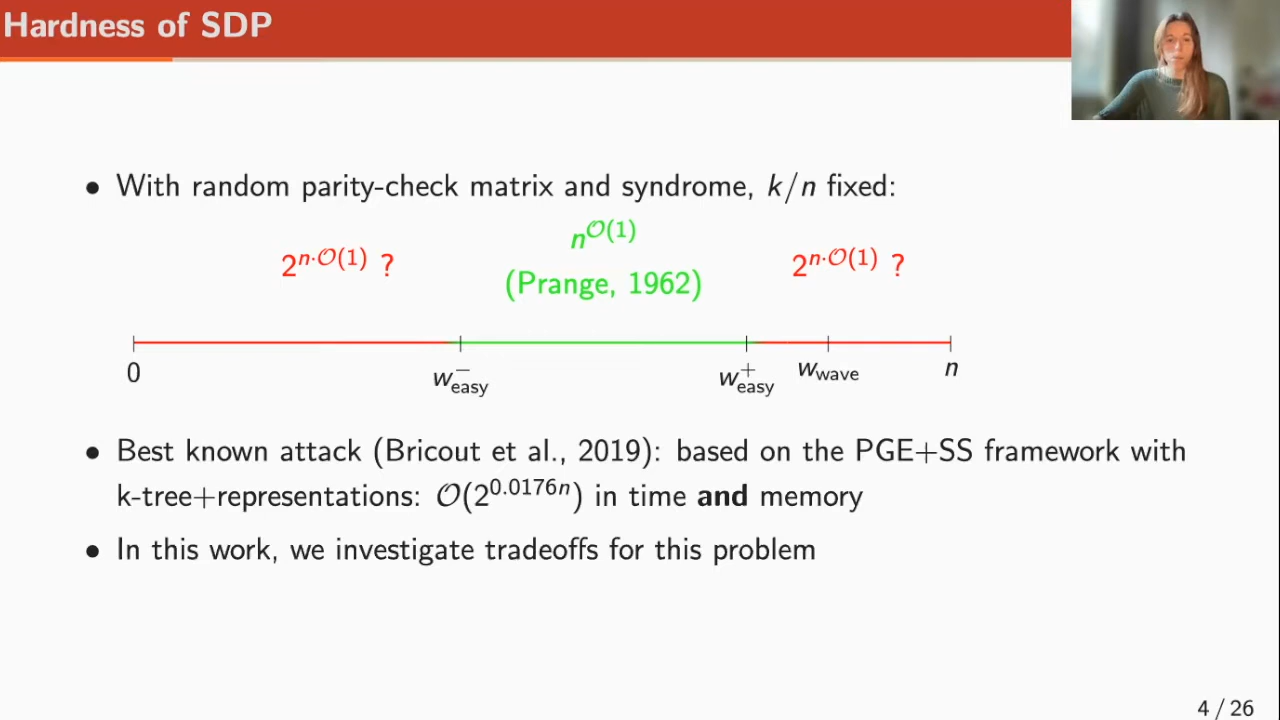 Hardness of SDP
• With random parity-check matrix and syndrome, k/n fixed:
n^{𝒪(1)}
2^{n·𝒪(1)} ?
(Prange, 1962)
2^{n·𝒪(1)} ?
0
w^-_{easy}
w^+_{easy}
w_{wave}
n
• Best known attack (Bricout et al., 2019): based on the PGE+SS framework with
k-tree+representations: 𝒪(2^{0.0176n}) in time and memory
• In this work, we investigate tradeoffs for this problem
4 / 26